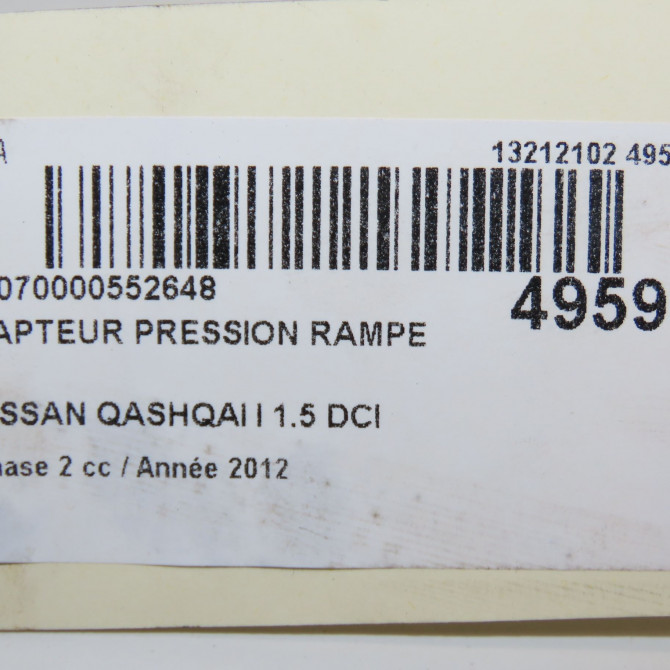 A 13212102 495
070000552648 4959
APTEUR PRESSION RAMPE
SSAN QASHQAI I 1.5 DCI
hase 2 cc / Année 2012